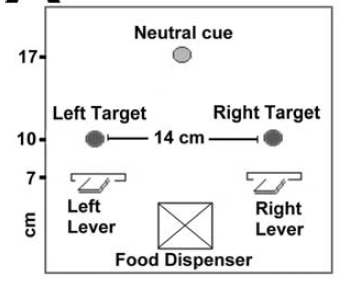 Neutral cue
17
Left Target
Right Target
10
14 cm
7
Left
Lever
Right
Lever
cm
Food Dispenser